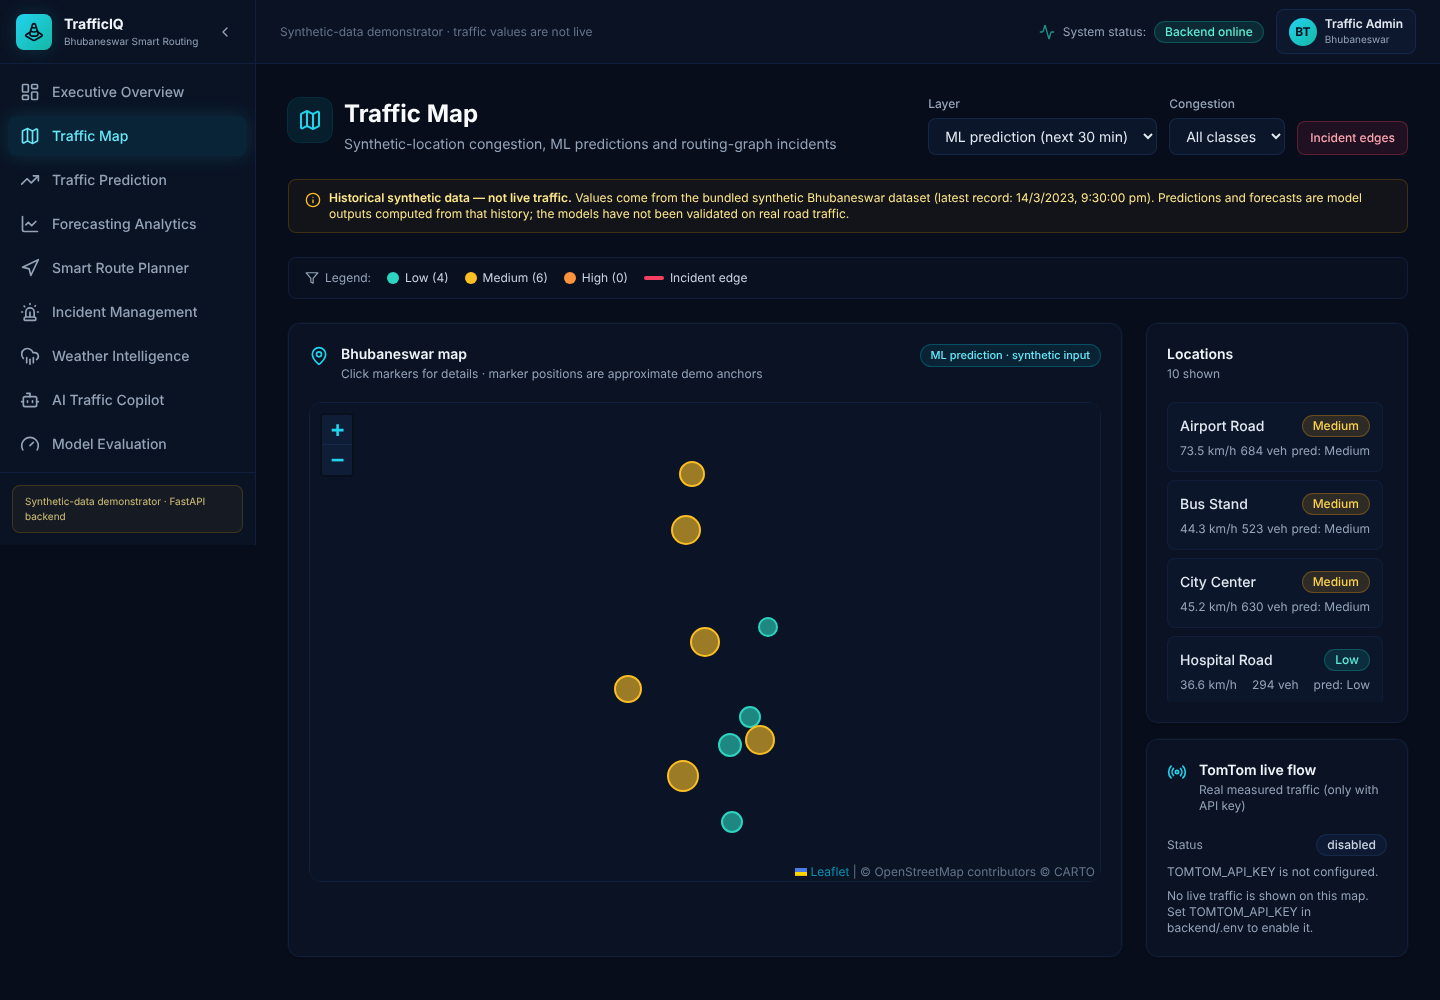 TrafficIQ
Bhubaneswar Smart Routing
Executive Overview
Traffic Map
Traffic Prediction
Forecasting Analytics
Smart Route Planner
Incident Management
Weather Intelligence
AI Traffic Copilot
Model Evaluation
Synthetic-data demonstrator · FastAPI
backend
Synthetic-data demonstrator · traffic values are not live
System status: Backend online
BT
Traffic Admin
Bhubaneswar
Traffic Map
Synthetic-location congestion, ML predictions and routing-graph incidents
Layer
ML prediction (next 30 min)
Congestion
All classes
Incident edges
Historical synthetic data — not live traffic. Values come from the bundled synthetic Bhubaneswar dataset (latest record: 14/3/2023, 9:30:00 pm). Predictions and forecasts are model
outputs computed from that history; the models have not been validated on real road traffic.
Legend: Low (4) Medium (6) High (0) Incident edge
Bhubaneswar map
Click markers for details · marker positions are approximate demo anchors
ML prediction · synthetic input
+
−
Leaflet | © OpenStreetMap contributors © CARTO
Locations
10 shown
Airport Road Medium
73.5 km/h 684 veh pred: Medium
Bus Stand Medium
44.3 km/h 523 veh pred: Medium
City Center Medium
45.2 km/h 630 veh pred: Medium
Hospital Road Low
36.6 km/h 294 veh pred: Low
TomTom live flow
Real measured traffic (only with
API key)
Status disabled
TOMTOM_API_KEY is not configured.
No live traffic is shown on this map.
Set TOMTOM_API_KEY in
backend/.env to enable it.